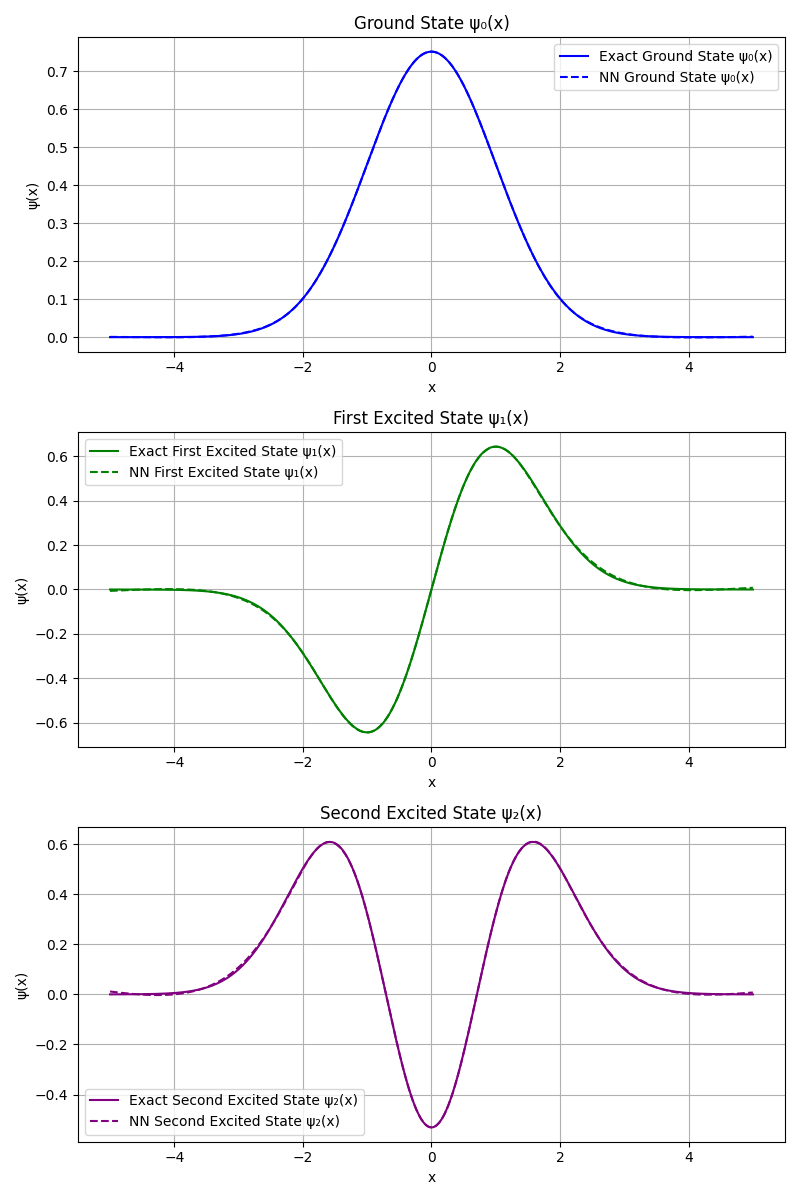 Ground State ψ₀(x)
Exact Ground State ψ₀(x)
NN Ground State ψ₀(x)
ψ(x)
0.7
0.6
0.5
0.4
0.3
0.2
0.1
0.0
−4 −2 0 2 4
x
First Excited State ψ₁(x)
Exact First Excited State ψ₁(x)
NN First Excited State ψ₁(x)
ψ(x)
0.6
0.4
0.2
0.0
−0.2
−0.4
−0.6
−4 −2 0 2 4
x
Second Excited State ψ₂(x)
ψ(x)
0.6
0.4
0.2
0.0
−0.2
−0.4
Exact Second Excited State ψ₂(x)
NN Second Excited State ψ₂(x)
−4 −2 0 2 4
x